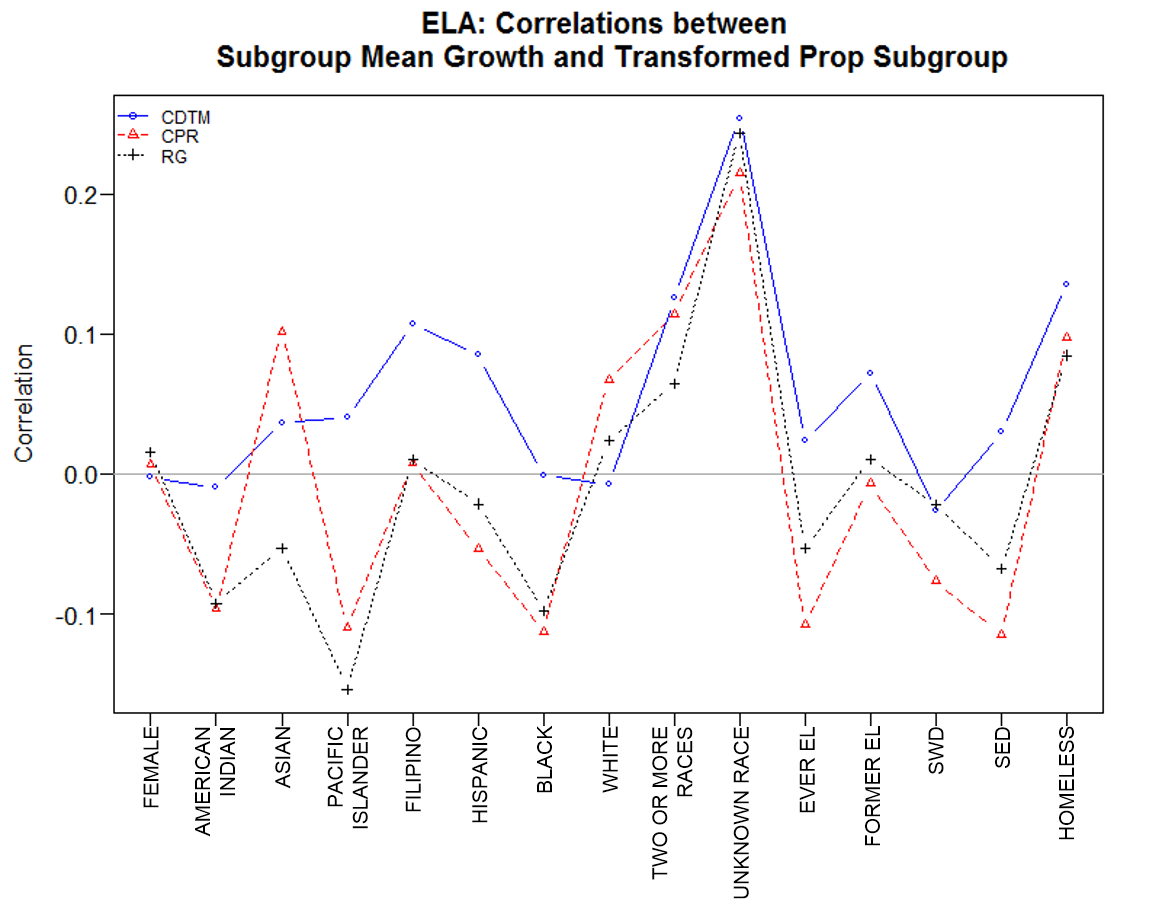 ELA: Correlations between
Subgroup Mean Growth and Transformed Prop Subgroup
CDTM
CPR
RG
Correlation
0.2
0.1
0.0
-0.1
FEMALE
AMERICAN
INDIAN
ASIAN
PACIFIC
ISLANDER
FILIPINO
HISPANIC
BLACK
WHITE
TWO OR MORE
RACES
UNKNOWN RACE
EVER EL
FORMER EL
SWD
SED
HOMELESS